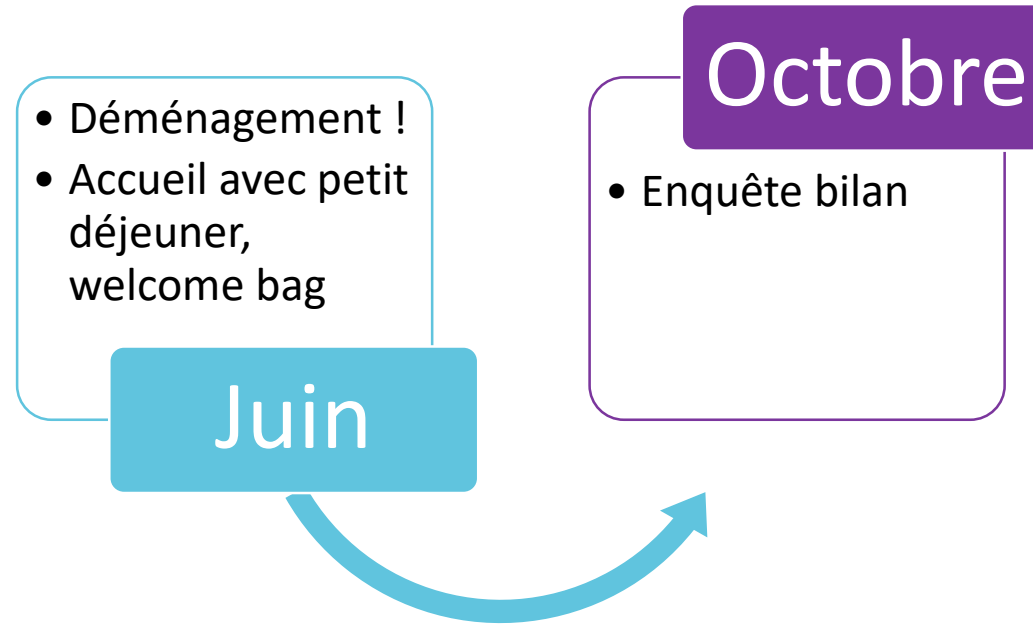 • Déménagement !
• Accueil avec petit
déjeuner,
welcome bag
Juin
Octobre
• Enquête bilan